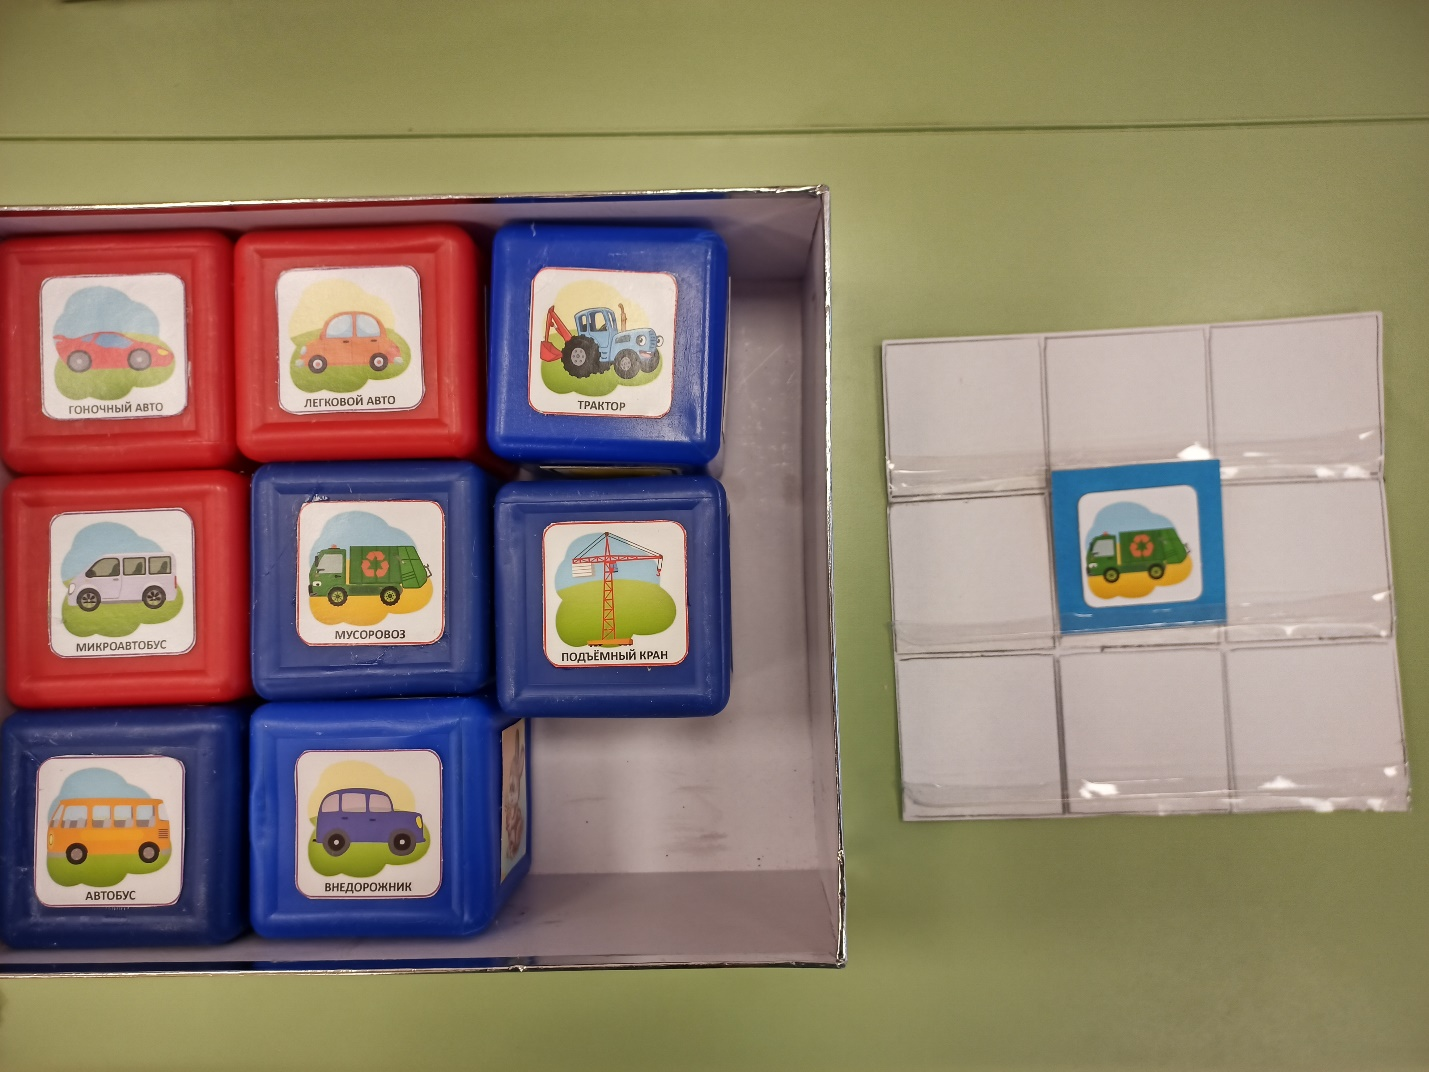 ГОНОЧНЫЙ АВТО
ЛЕГКОВОЙ АВТО
ТРАКТОР
МИКРОАВТОБУС
МУСОРОВОЗ
ПОДЪЁМНЫЙ КРАН
АВТОБУС
ВНЕДОРОЖНИК